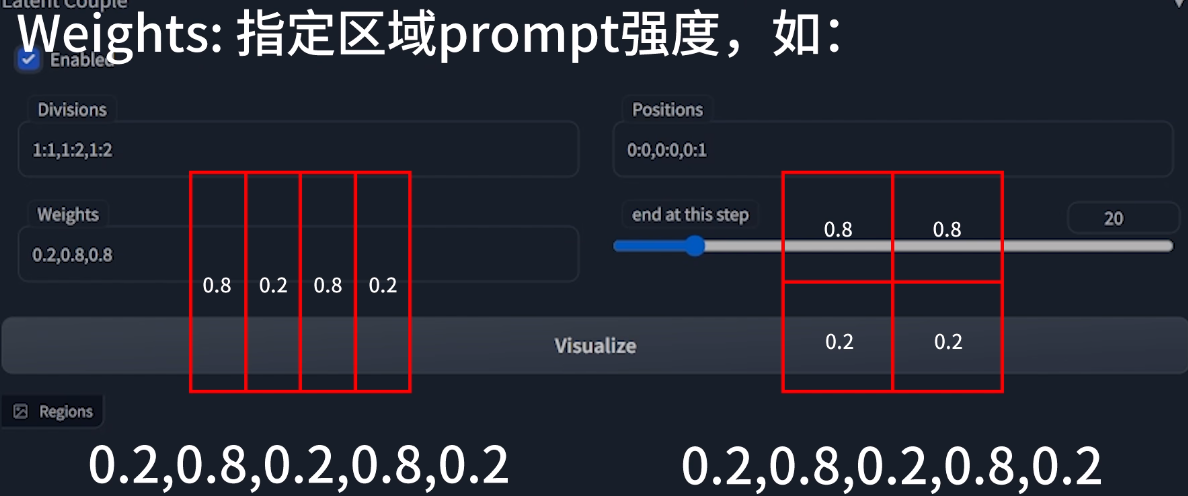 Latent Couple
Weights: 指定区域prompt强度，如：
Enabled
Divisions
Positions
1:1,1:2,1:2
0:0,0:0,0:1
Weights
end at this step
20
0.2,0.8,0.8
0.8 0.2 0.8 0.2
0.8 0.8
0.2 0.2
Visualize
Regions
0.2,0.8,0.2,0.8,0.2
0.2,0.8,0.2,0.8,0.2